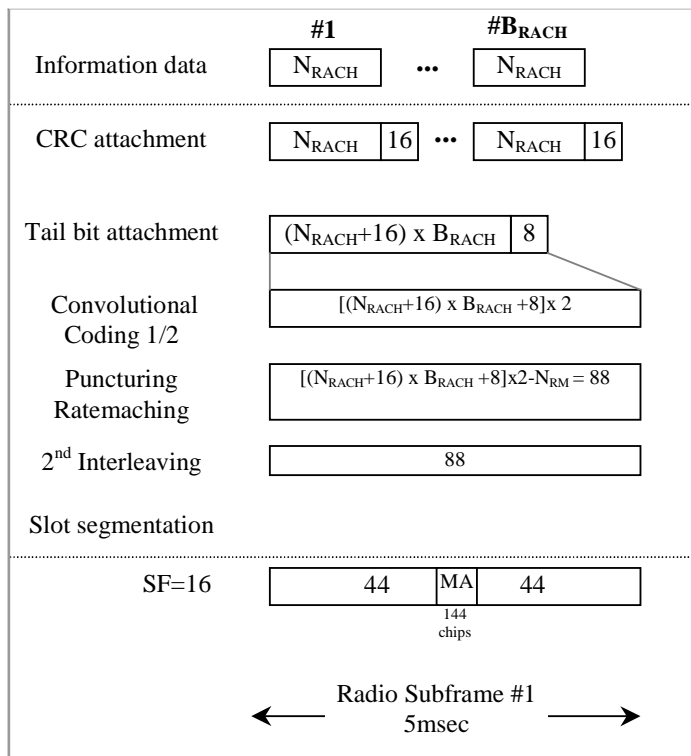 #1 #B_RACH
Information data N_RACH ... N_RACH
CRC attachment N_RACH 16 ... N_RACH 16
Tail bit attachment (N_RACH+16) x B_RACH 8
Convolutional
Coding 1/2
[(N_RACH+16) x B_RACH +8]x 2
Puncturing
Ratemaching
[(N_RACH+16) x B_RACH +8]x2-N_RM = 88
2nd Interleaving 88
Slot segmentation
SF=16 44 MA 44
144
chips
Radio Subframe #1
5msec